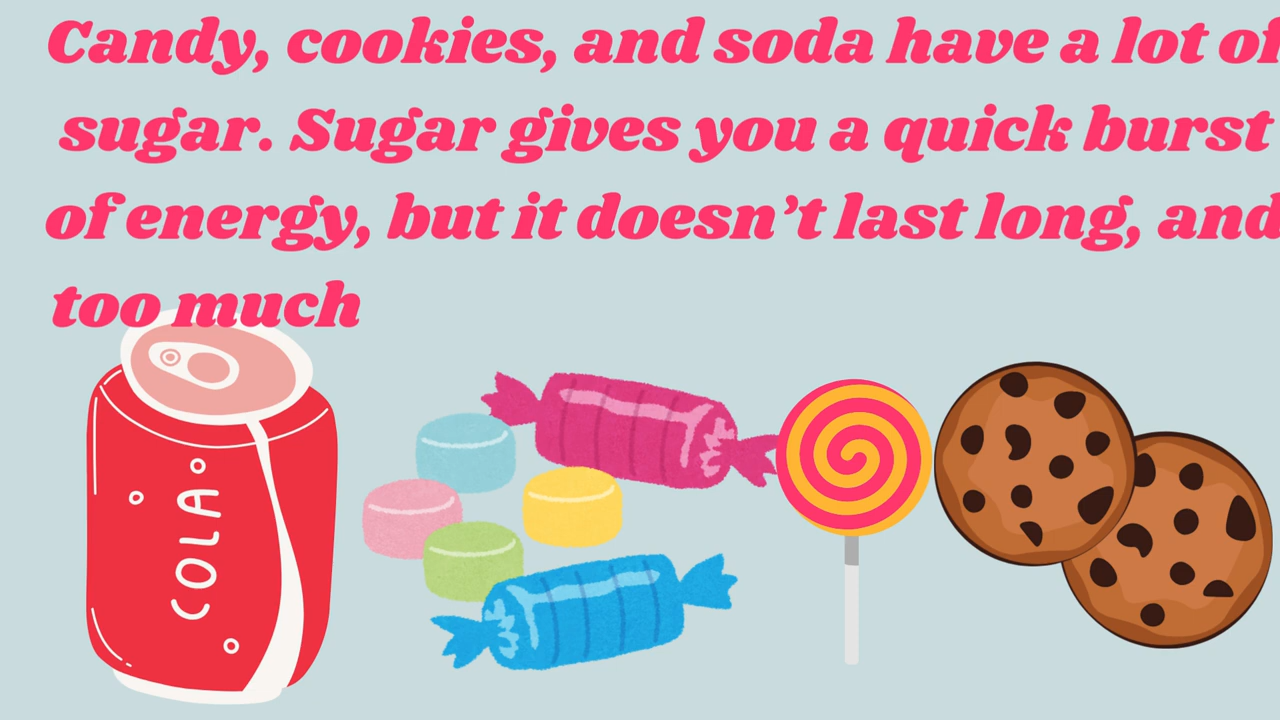 Candy, cookies, and soda have a lot of
sugar. Sugar gives you a quick burst
of energy, but it doesn’t last long, and
too much
COLA